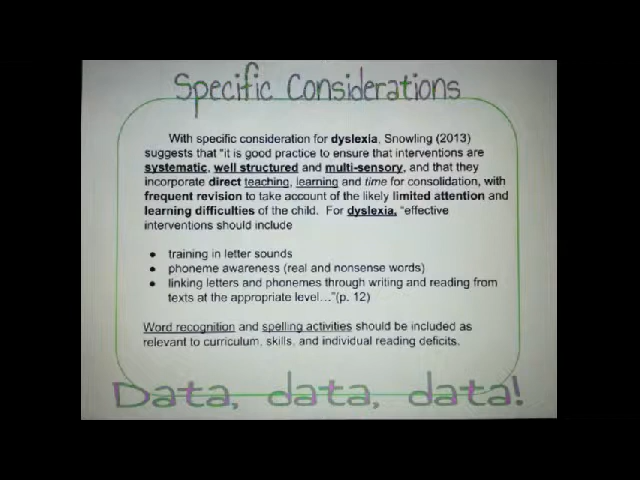 Specific Considerations
With specific consideration for dyslexia, Snowling (2013)
suggests that "it is good practice to ensure that interventions are
systematic, well structured and multi-sensory, and that they
incorporate direct teaching, learning and time for consolidation, with
frequent revision to take account of the likely limited attention and
learning difficulties of the child. For dyslexia, "effective
interventions should include
• training in letter sounds
• phoneme awareness (real and nonsense words)
• linking letters and phonemes through writing and reading from
texts at the appropriate level…"(p. 12)
Word recognition and spelling activities should be included as
relevant to curriculum, skills, and individual reading deficits.
Data, data, data!